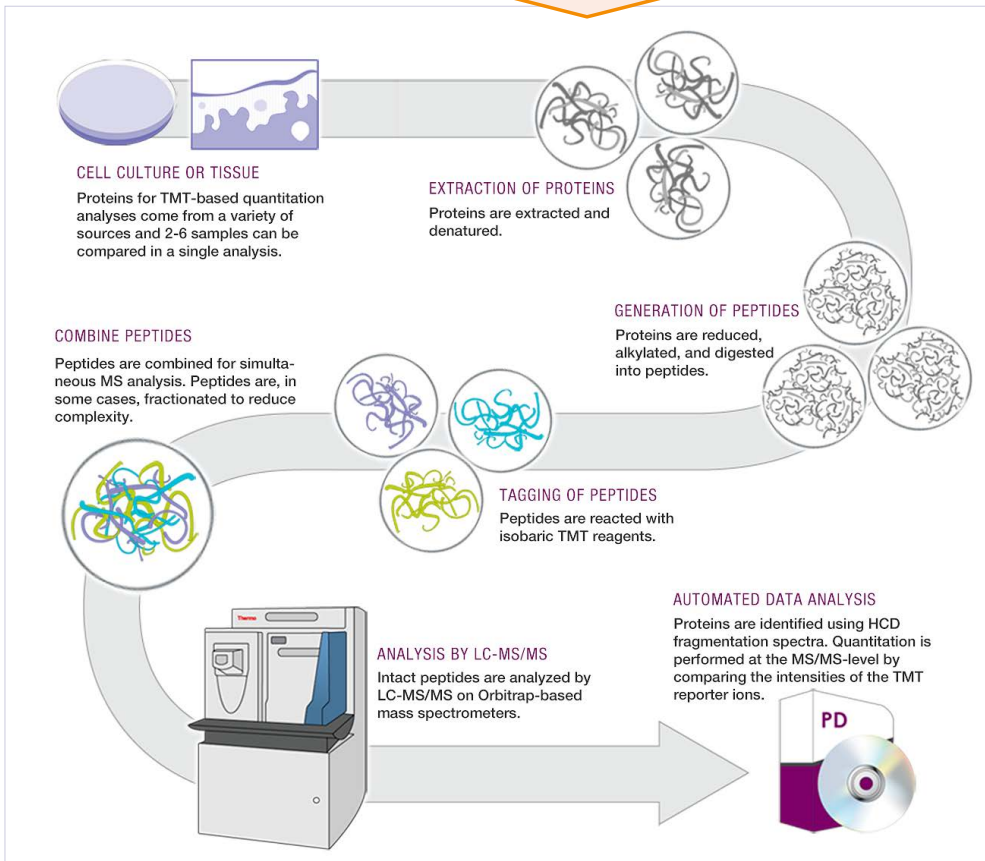 CELL CULTURE OR TISSUE
Proteins for TMT-based quantitation
analyses come from a variety of
sources and 2-6 samples can be
compared in a single analysis.
EXTRACTION OF PROTEINS
Proteins are extracted and
denatured.
GENERATION OF PEPTIDES
Proteins are reduced,
alkylated, and digested
into peptides.
TAGGING OF PEPTIDES
Peptides are reacted with
isobaric TMT reagents.
COMBINE PEPTIDES
Peptides are combined for simulta-
neous MS analysis. Peptides are, in
some cases, fractionated to reduce
complexity.
Thermo
ANALYSIS BY LC-MS/MS
Intact peptides are analyzed by
LC-MS/MS on Orbitrap-based
mass spectrometers.
AUTOMATED DATA ANALYSIS
Proteins are identified using HCD
fragmentation spectra. Quantitation is
performed at the MS/MS-level by
comparing the intensities of the TMT
reporter ions.
PD